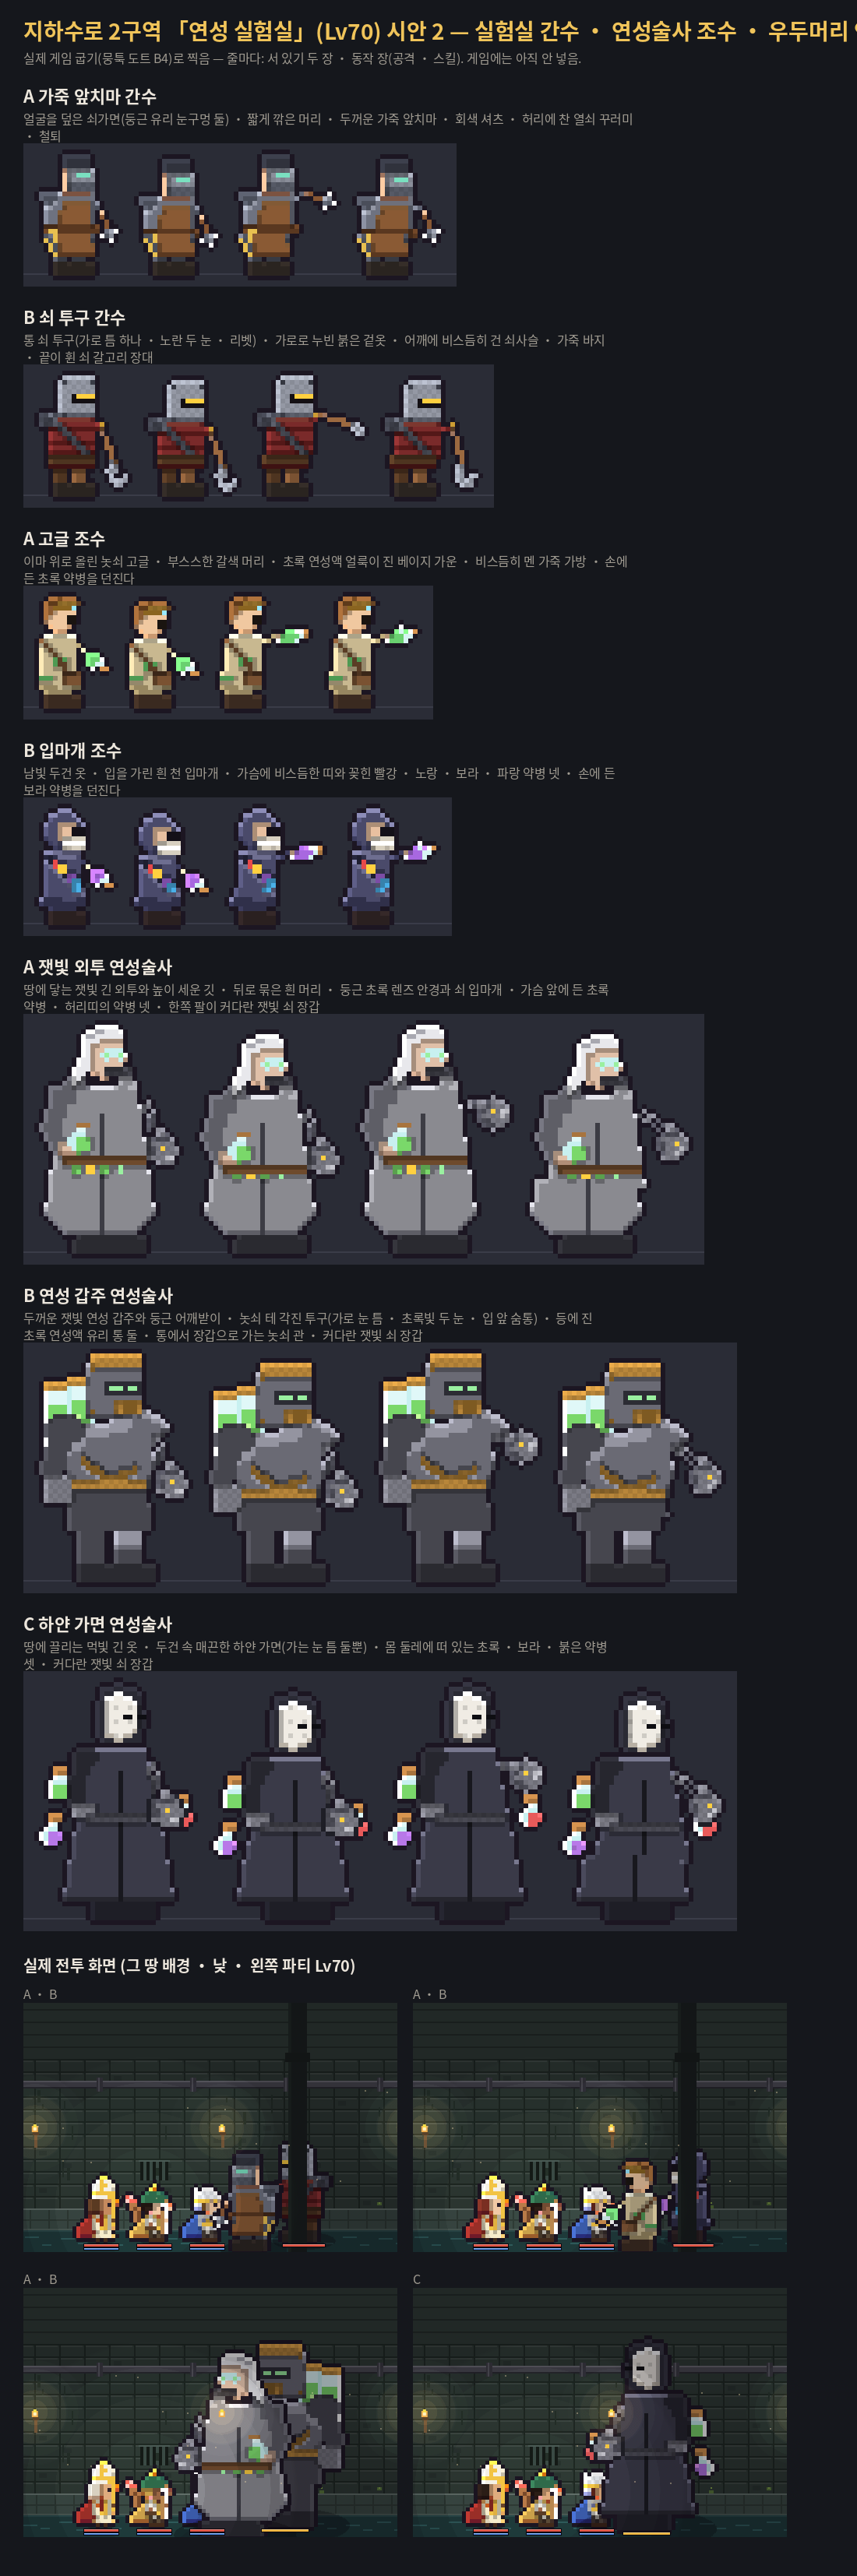 지하수로 2구역 「연성 실험실」(Lv70) 시안 2 — 실험실 간수 · 연성술사 조수 · 우두머리
실제 게임 굽기(뭉툭 도트 B4)로 찍음 — 줄마다: 서 있기 두 장 · 동작 장(공격 · 스킬). 게임에는 아직 안 넣음.
A 가죽 앞치마 간수
얼굴을 덮은 쇠가면(둥근 유리 눈구멍 둘) · 짧게 깎은 머리 · 두꺼운 가죽 앞치마 · 회색 셔츠 · 허리에 찬 열쇠 꾸러미
· 철퇴
B 쇠 투구 간수
통 쇠 투구(가로 틈 하나 · 노란 두 눈 · 리벳) · 가로로 누빈 붉은 겉옷 · 어깨에 비스듬히 건 쇠사슬 · 가죽 바지
· 끝이 휜 쇠 갈고리 장대
A 고글 조수
이마 위로 올린 놋쇠 고글 · 부스스한 갈색 머리 · 초록 연성액 얼룩이 진 베이지 가운 · 비스듬히 멘 가죽 가방 · 손에
든 초록 약병을 던진다
B 입마개 조수
남빛 두건 옷 · 입을 가린 흰 천 입마개 · 가슴에 비스듬한 띠와 꽂힌 빨강 · 노랑 · 보라 · 파랑 약병 넷 · 손에 든
보라 약병을 던진다
A 잿빛 외투 연성술사
땅에 닿는 잿빛 긴 외투와 높이 세운 깃 · 뒤로 묶은 흰 머리 · 둥근 초록 렌즈 안경과 쇠 입마개 · 가슴 앞에 든 초록
약병 · 허리띠의 약병 넷 · 한쪽 팔이 커다란 잿빛 쇠 장갑
B 연성 갑주 연성술사
두꺼운 잿빛 연성 갑주와 둥근 어깨받이 · 놋쇠 테 각진 투구(가로 눈 틈 · 초록빛 두 눈 · 입 앞 숨통) · 등에 진
초록 연성액 유리 통 둘 · 통에서 장갑으로 가는 놋쇠 관 · 커다란 잿빛 쇠 장갑
C 하얀 가면 연성술사
땅에 끌리는 먹빛 긴 옷 · 두건 속 매끈한 하얀 가면(가는 눈 틈 둘뿐) · 몸 둘레에 떠 있는 초록 · 보라 · 붉은 약병
셋 · 커다란 잿빛 쇠 장갑
실제 전투 화면 (그 땅 배경 · 낮 · 왼쪽 파티 Lv70)
A · B
A · B
A · B
C